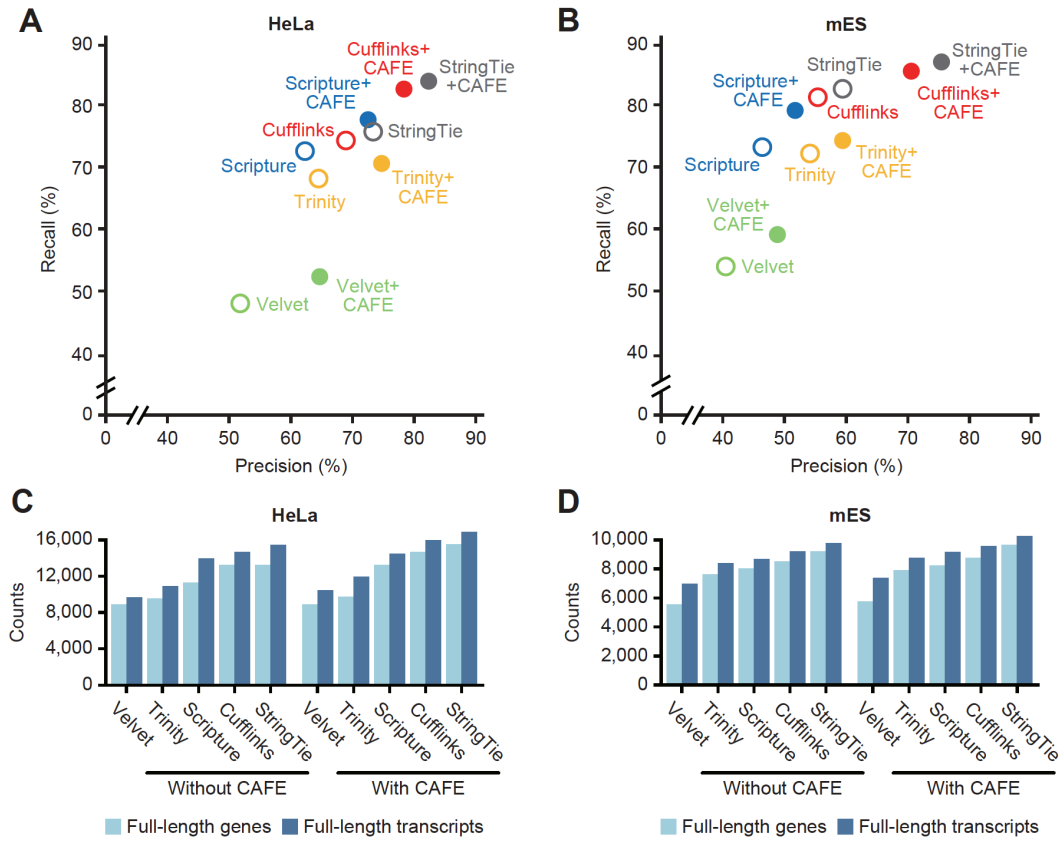 A
HeLa
90
80
70
60
50
40
0
Recall (%)
Cufflinks+
CAFE
StringTie
+CAFE
Scripture+
CAFE
Cufflinks
StringTie
Scripture
Trinity
Trinity+
CAFE
Velvet
Velvet+
CAFE
0 40 50 60 70 80 90
Precision (%)
B
mES
90
80
70
60
50
40
0
Recall (%)
StringTie
+CAFE
StringTie
Scripture+
CAFE
Cufflinks
Cufflinks+
CAFE
Scripture
Trinity
Trinity+
CAFE
Velvet+
CAFE
Velvet
0 40 50 60 70 80 90
Precision (%)
C
HeLa
16,000
12,000
8,000
4,000
0
Counts
Velvet
Trinity
Scripture
Cufflinks
StringTie
Velvet
Trinity
Scripture
Cufflinks
StringTie
Without CAFE
With CAFE
Full-length genes
Full-length transcripts
D
mES
10,000
8,000
6,000
4,000
2,000
0
Counts
Velvet
Trinity
Scripture
Cufflinks
StringTie
Velvet
Trinity
Scripture
Cufflinks
StringTie
Without CAFE
With CAFE
Full-length genes
Full-length transcripts